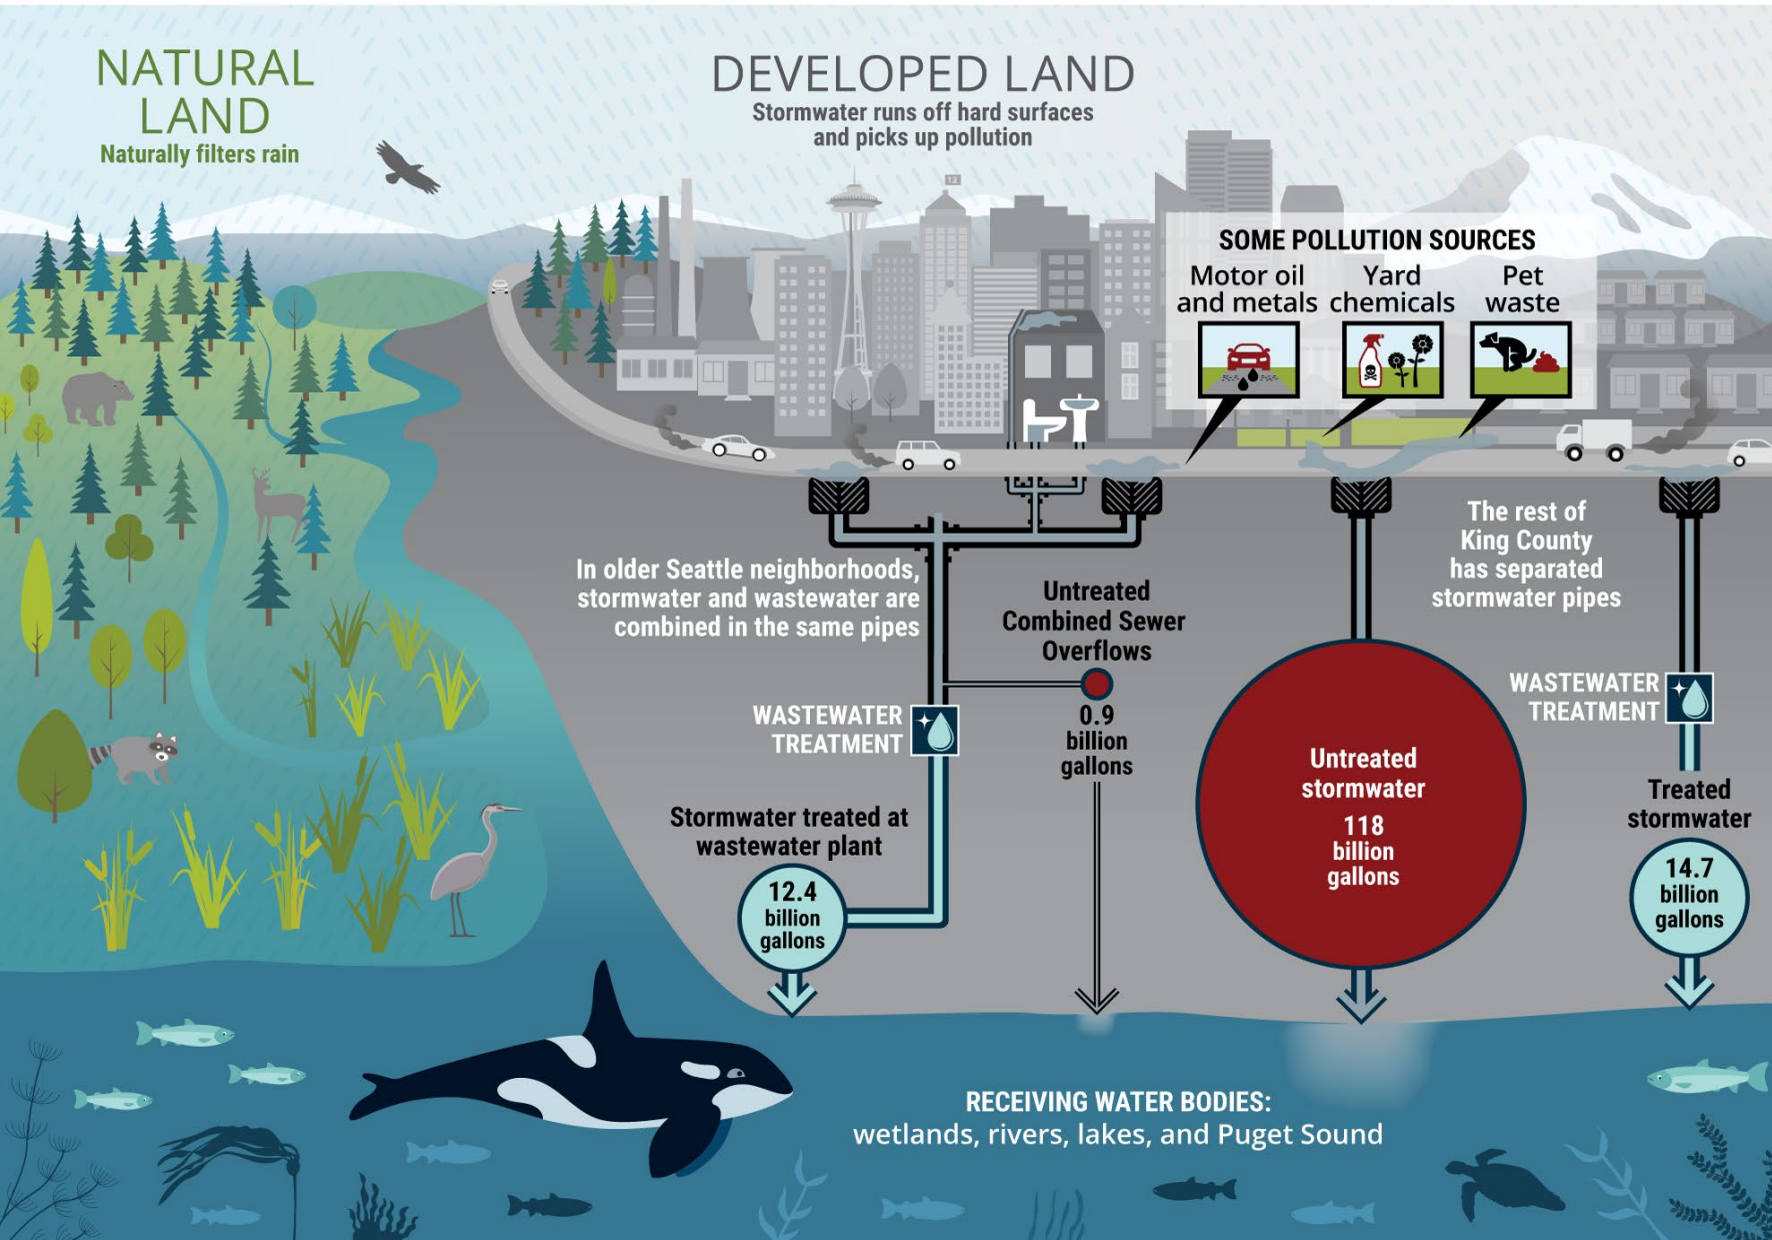 NATURAL
LAND
Naturally filters rain
DEVELOPED LAND
Stormwater runs off hard surfaces
and picks up pollution
12
SOME POLLUTION SOURCES
Motor oil
and metals
Yard
chemicals
Pet
waste
In older Seattle neighborhoods,
stormwater and wastewater are
combined in the same pipes
Untreated
Combined Sewer
Overflows
0.9
billion
gallons
WASTEWATER
TREATMENT
Stormwater treated at
wastewater plant
12.4
billion
gallons
The rest of
King County
has separated
stormwater pipes
Untreated
stormwater
118
billion
gallons
WASTEWATER
TREATMENT
Treated
stormwater
14.7
billion
gallons
RECEIVING WATER BODIES:
wetlands, rivers, lakes, and Puget Sound